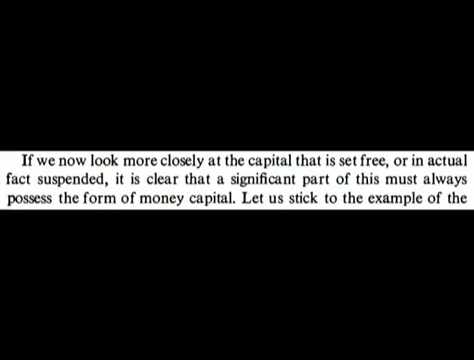 If we now look more closely at the capital that is set free, or in actual
fact suspended, it is clear that a significant part of this must always
possess the form of money capital. Let us stick to the example of the